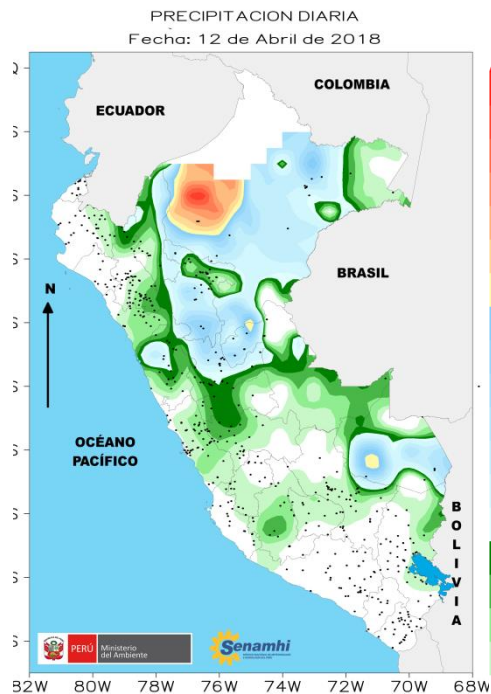 PRECIPITACION DIARIA
Fecha: 12 de Abril de 2018
COLOMBIA
ECUADOR
BRASIL
N
OCÉANO
PACÍFICO
BOLIVIA
PERÚ Ministerio
del Ambiente
Senamhi
82W 80W 78W 76W 74W 72W 70W 68W